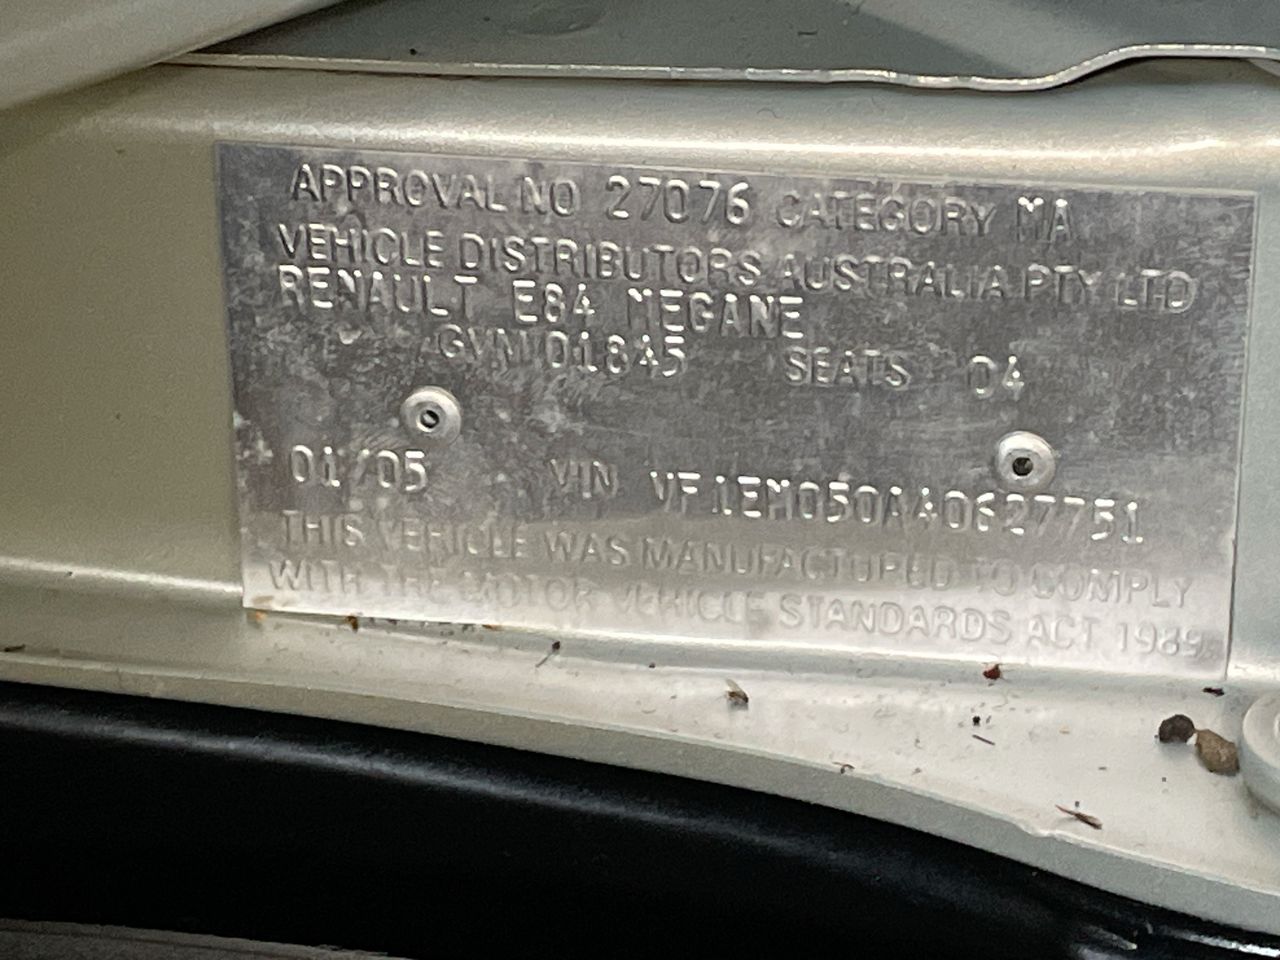 APPROVAL NO 27076 CATEGORY MA
VEHICLE DISTRIBUTORS AUSTRALIA PTY LTD
RENAULT E84 MEGANE
GVM 01845 SEATS 04
01/05 VIN VF1EM050AA0627751
THIS VEHICLE WAS MANUFACTURED TO COMPLY
WITH THE MOTOR VEHICLE STANDARDS ACT 1989